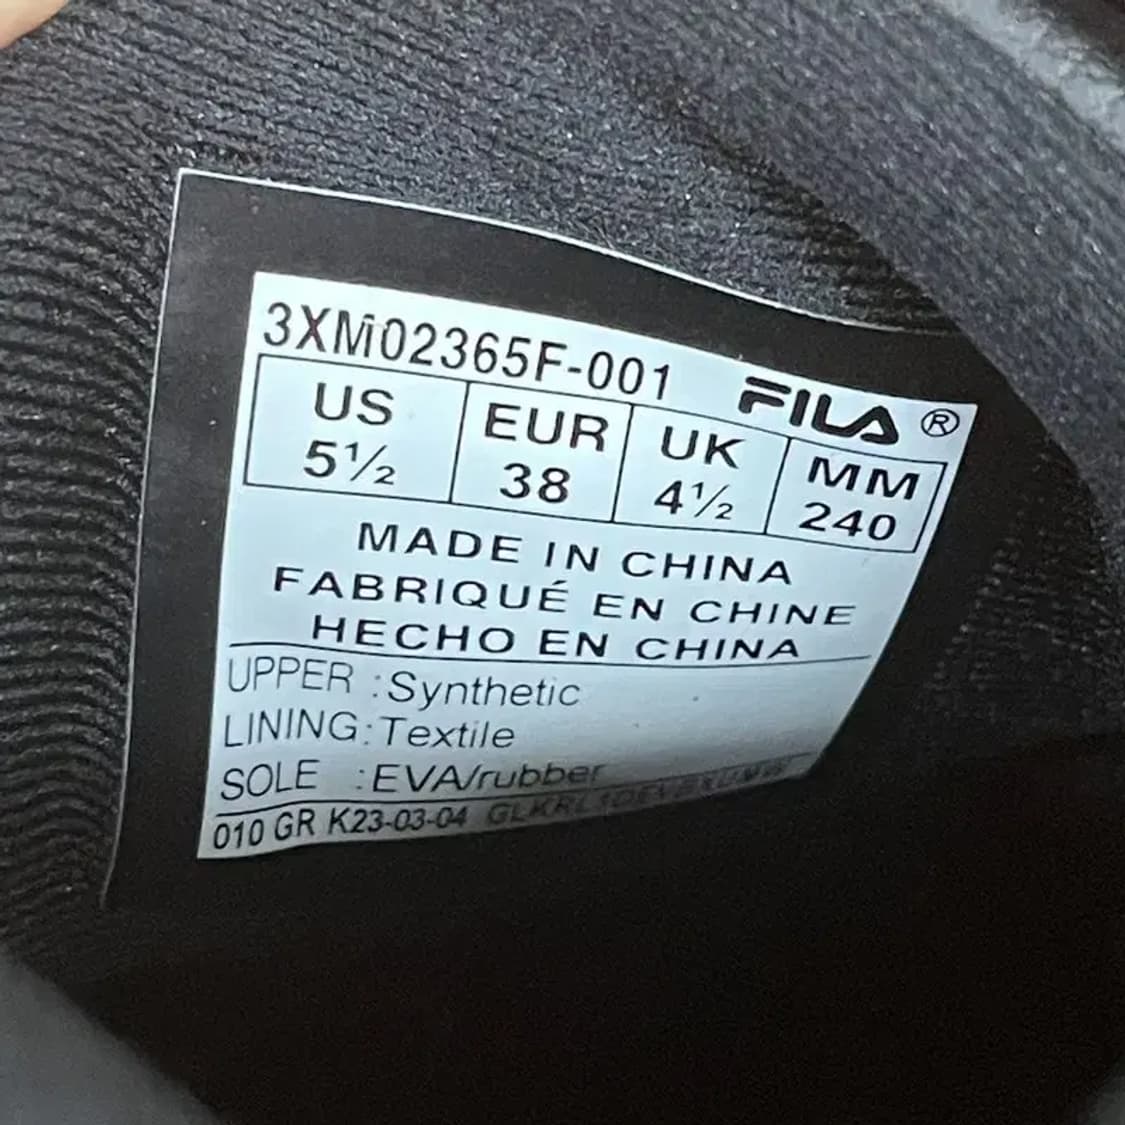 3XM02365F-001 FILA®
US EUR UK MM
5½ 38 4½ 240
MADE IN CHINA
FABRIQUÉ EN CHINE
HECHO EN CHINA
UPPER :Synthetic
LINING:Textile
SOLE :EVA/rubber
010 GR K23-03-04